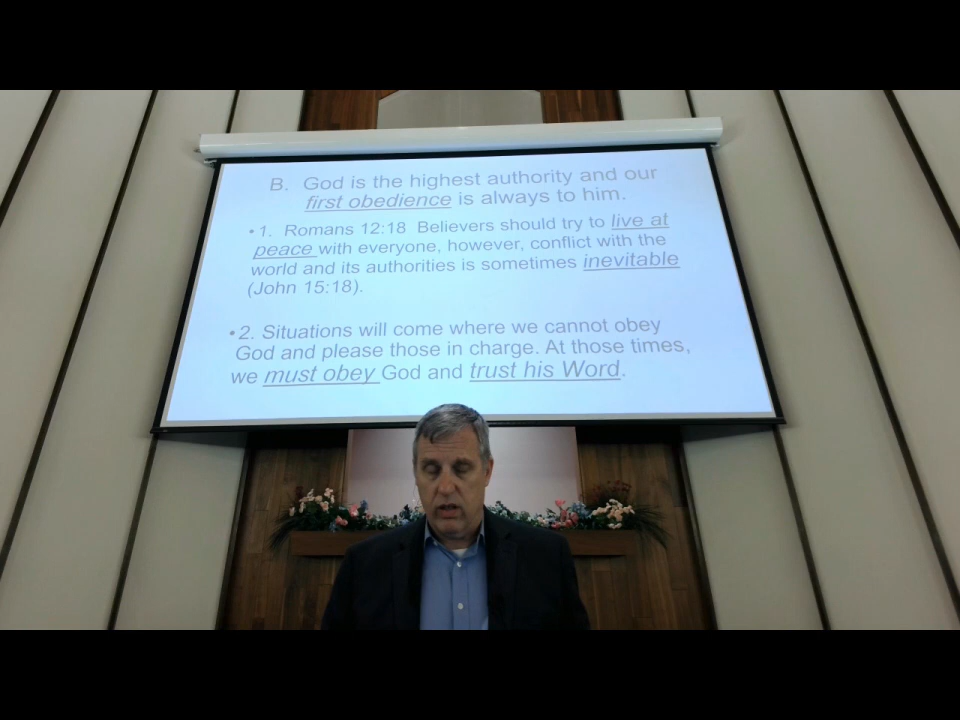 B. God is the highest authority and our
first obedience is always to him.
•1. Romans 12:18 Believers should try to live at
peace with everyone, however, conflict with the
world and its authorities is sometimes inevitable
(John 15:18).
•2. Situations will come where we cannot obey
God and please those in charge. At those times,
we must obey God and trust his Word.